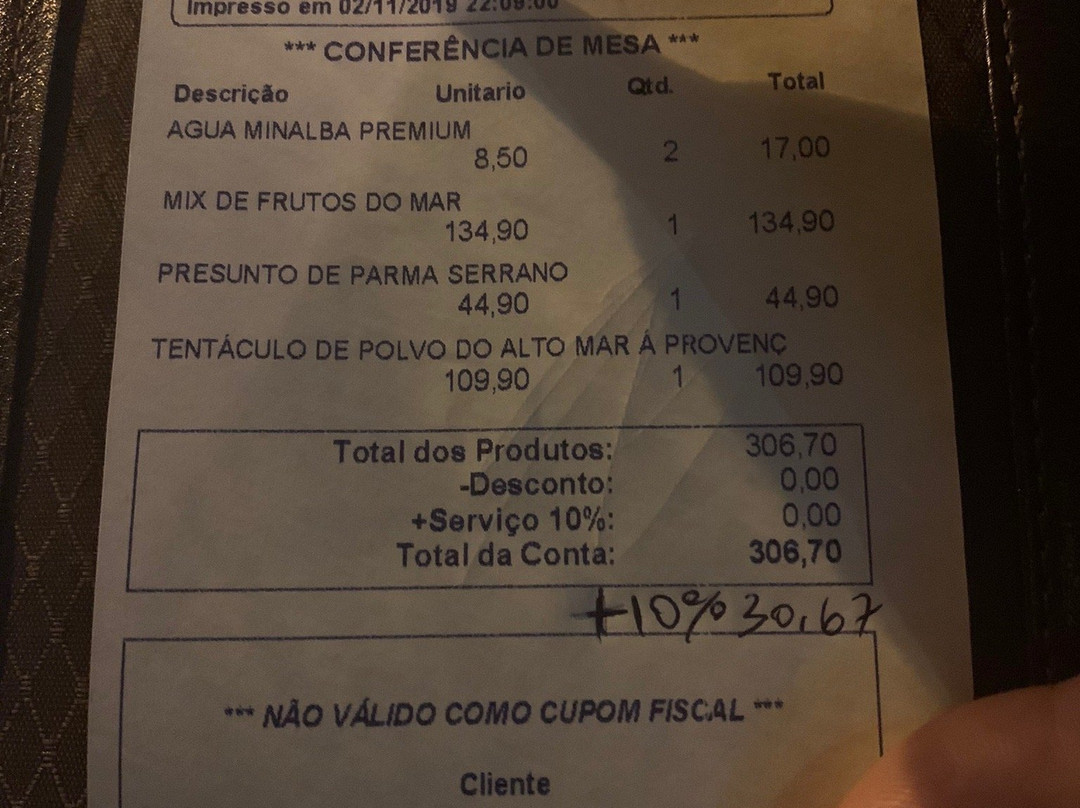 Impresso em 02/11/2019 22:09:00
*** CONFERÊNCIA DE MESA ***
Descrição Unitario Qtd. Total
AGUA MINALBA PREMIUM
8,50 2 17,00
MIX DE FRUTOS DO MAR
134,90 1 134,90
PRESUNTO DE PARMA SERRANO
44,90 1 44,90
TENTÁCULO DE POLVO DO ALTO MAR Á PROVENÇ
109,90 1 109,90
Total dos Produtos: 306,70
-Desconto: 0,00
+Serviço 10%: 0,00
Total da Conta: 306,70
+10% 30,67
*** NÃO VÁLIDO COMO CUPOM FISCAL ***
Cliente